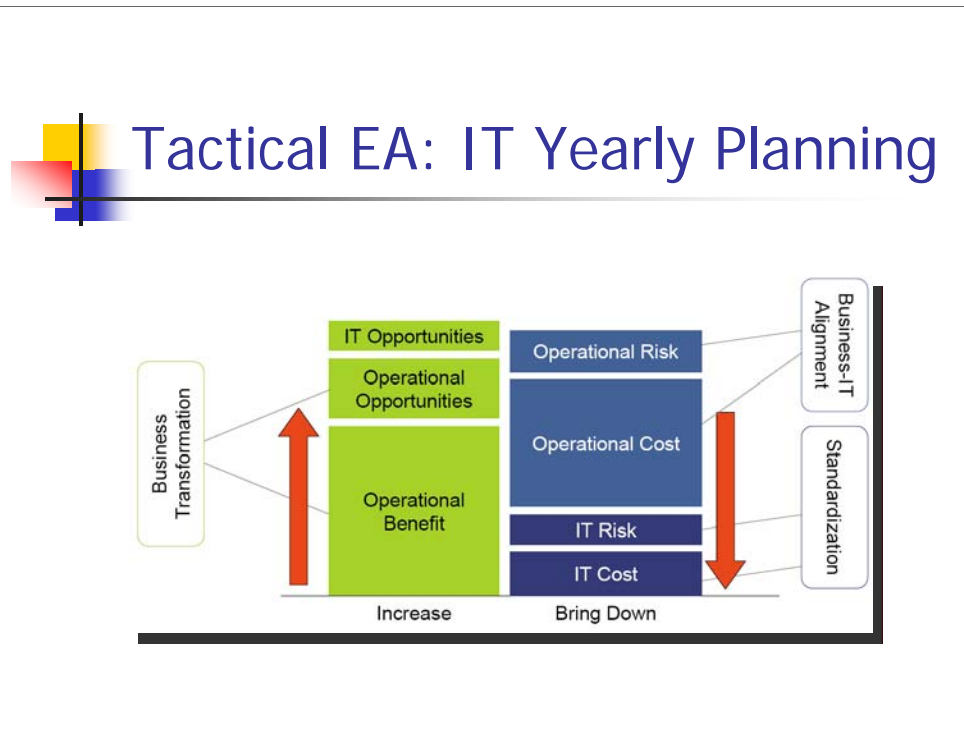 Tactical EA: IT Yearly Planning
Business
Transformation
IT Opportunities
Operational
Opportunities
Operational
Benefit
Increase
Operational Risk
Operational Cost
IT Risk
IT Cost
Bring Down
Business-IT
Alignment
Standardization